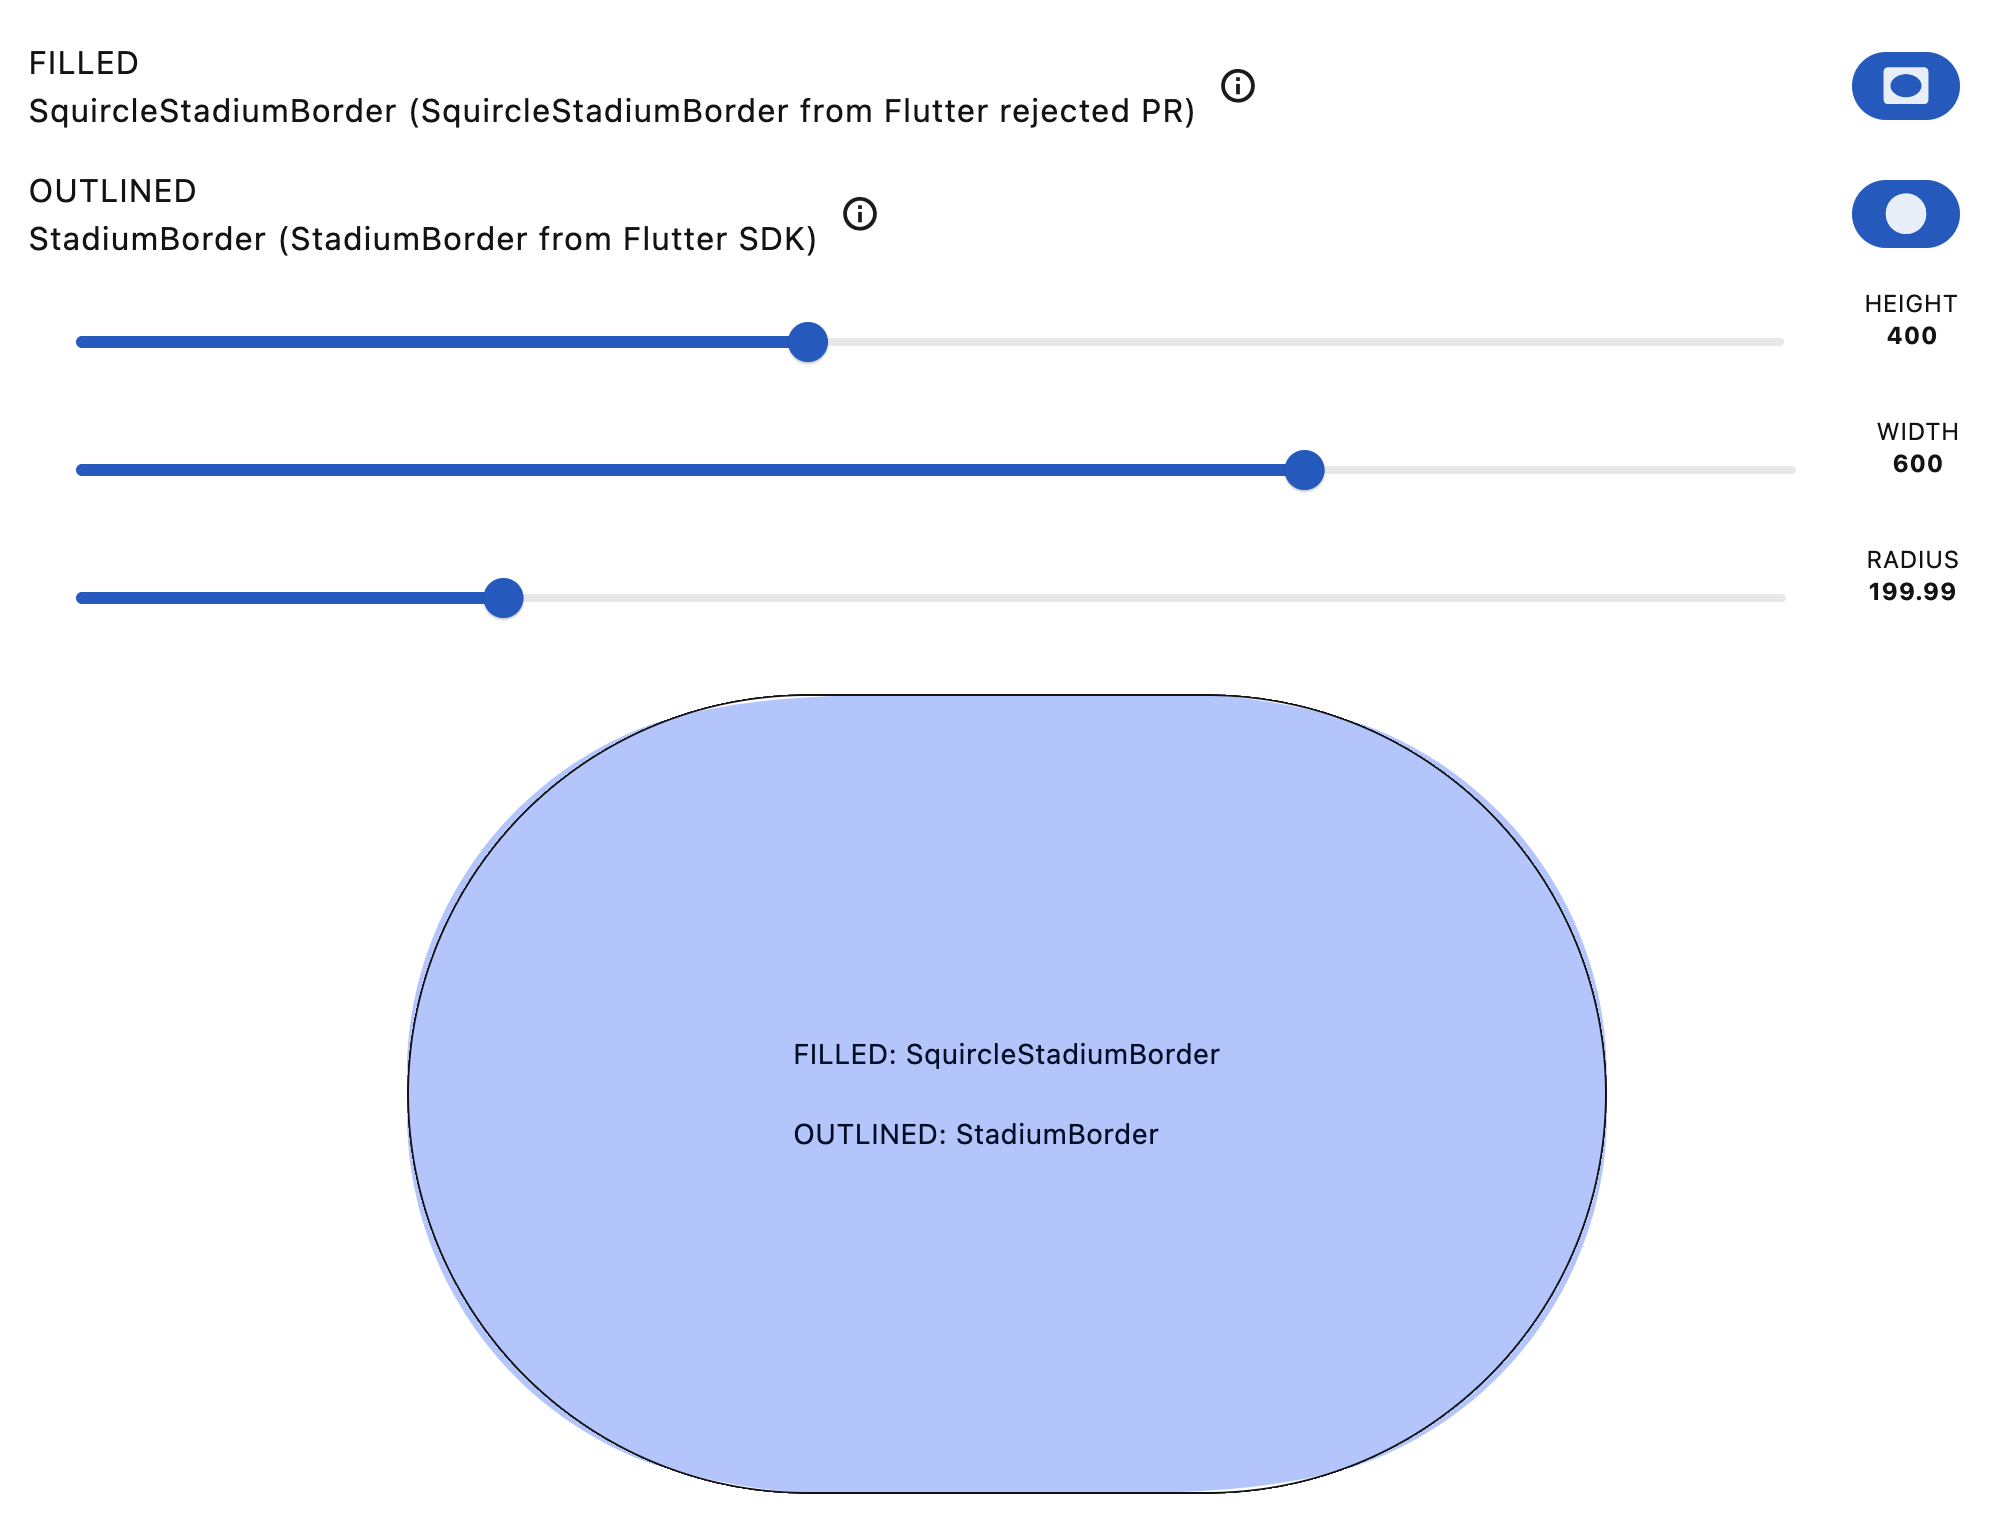 FILLED
SquircleStadiumBorder (SquircleStadiumBorder from Flutter rejected PR)
OUTLINED
StadiumBorder (StadiumBorder from Flutter SDK)
HEIGHT
400
WIDTH
600
RADIUS
199.99
FILLED: SquircleStadiumBorder
OUTLINED: StadiumBorder